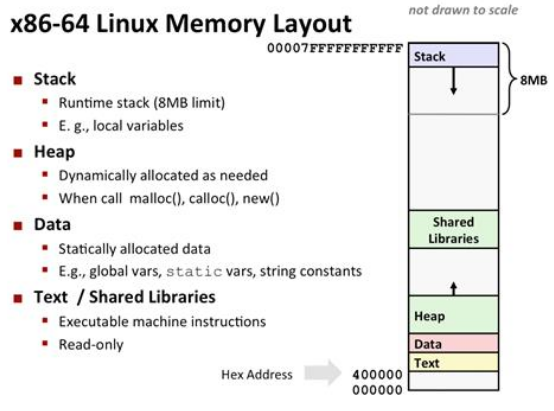 x86-64 Linux Memory Layout
not drawn to scale
00007FFFFFFFFFFF
Stack
8MB
▪ Stack
▪ Runtime stack (8MB limit)
▪ E. g., local variables
▪ Heap
▪ Dynamically allocated as needed
▪ When call malloc(), calloc(), new()
▪ Data
▪ Statically allocated data
▪ E.g., global vars, static vars, string constants
▪ Text / Shared Libraries
▪ Executable machine instructions
▪ Read-only
Shared
Libraries
Heap
Data
Text
Hex Address
400000
000000